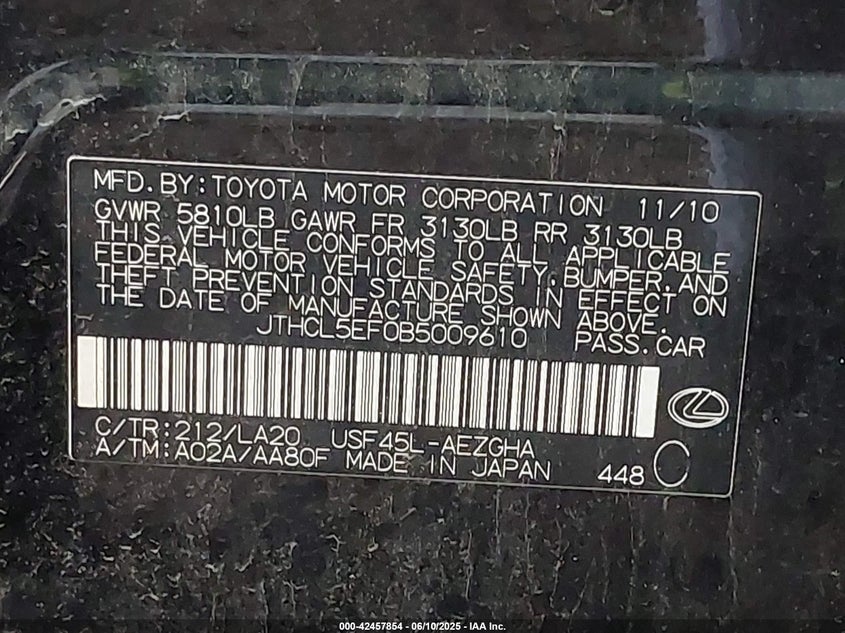 MFD.BY:TOYOTA MOTOR CORPORATION 11/10
GVWR 5810LB GAWR FR 3130LB RR 3130LB
THIS VEHICLE CONFORMS TO ALL APPLICABLE
FEDERAL MOTOR VEHICLE SAFETY,BUMPER,AND
THEFT PREVENTION STANDARDS IN EFFECT ON
THE DATE OF MANUFACTURE SHOWN ABOVE.
JTHCL5EF0B5009610 PASS.CAR
C/TR:212/LA20 USF45L-AEZGHA
A/TM:A02A/AA80F MADE IN JAPAN 448
000-42457854 - 06/10/2025 - IAA Inc.